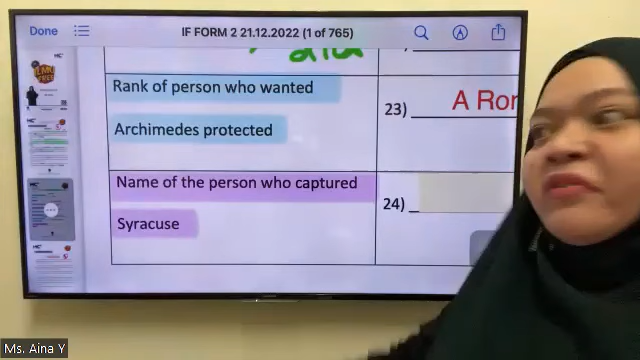 Done
IF FORM 2 21.12.2022 (1 of 765)
Rank of person who wanted
Archimedes protected
23)
A Ror
Name of the person who captured
Syracuse
24)
Ms. Aina Y